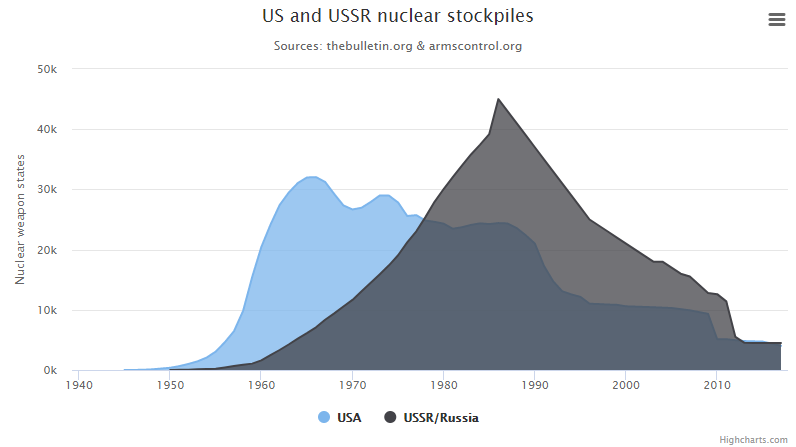 US and USSR nuclear stockpiles
Sources: thebulletin.org & armscontrol.org
Nuclear weapon states
50k
40k
30k
20k
10k
0k
1940 1950 1960 1970 1980 1990 2000 2010
USA USSR/Russia
Highcharts.com